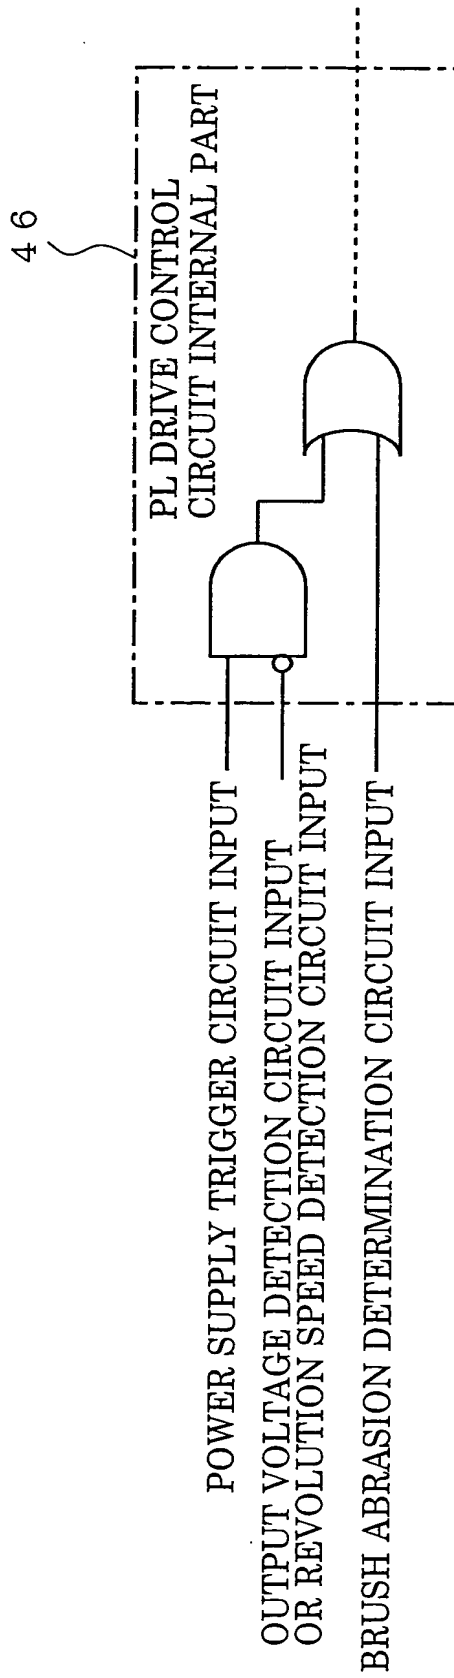 46
PL DRIVE CONTROL
CIRCUIT INTERNAL PART
POWER SUPPLY TRIGGER CIRCUIT INPUT
OUTPUT VOLTAGE DETECTION CIRCUIT INPUT
OR REVOLUTION SPEED DETECTION CIRCUIT INPUT
BRUSH ABRASION DETERMINATION CIRCUIT INPUT